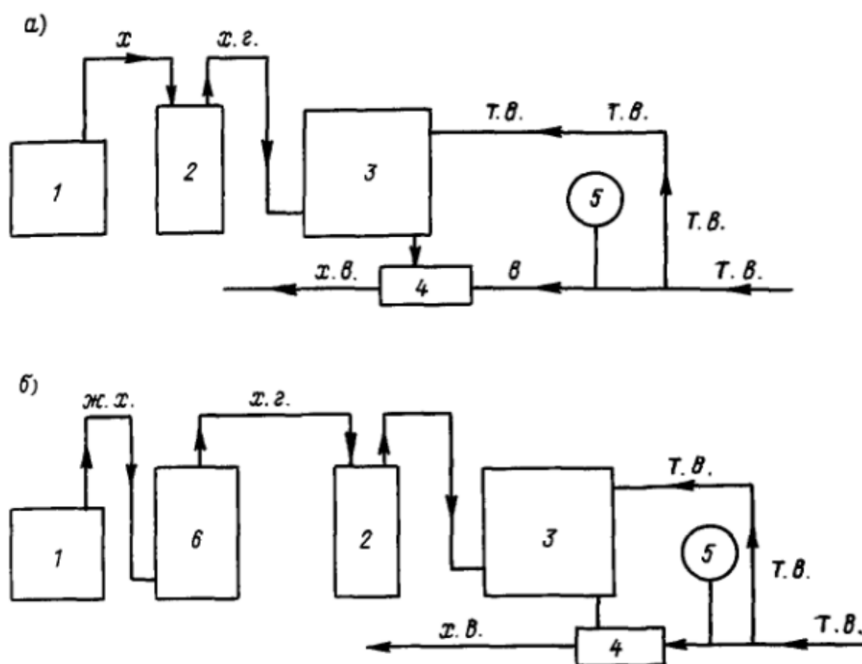 а)
х х.г.
т.в. т.в.
1 2 3 5
т.в.
х.в. 4 в т.в.
б)
ж.х. х.г.
т.в.
1 6 2 3 5
т.в.
х.в. 4 т.в.